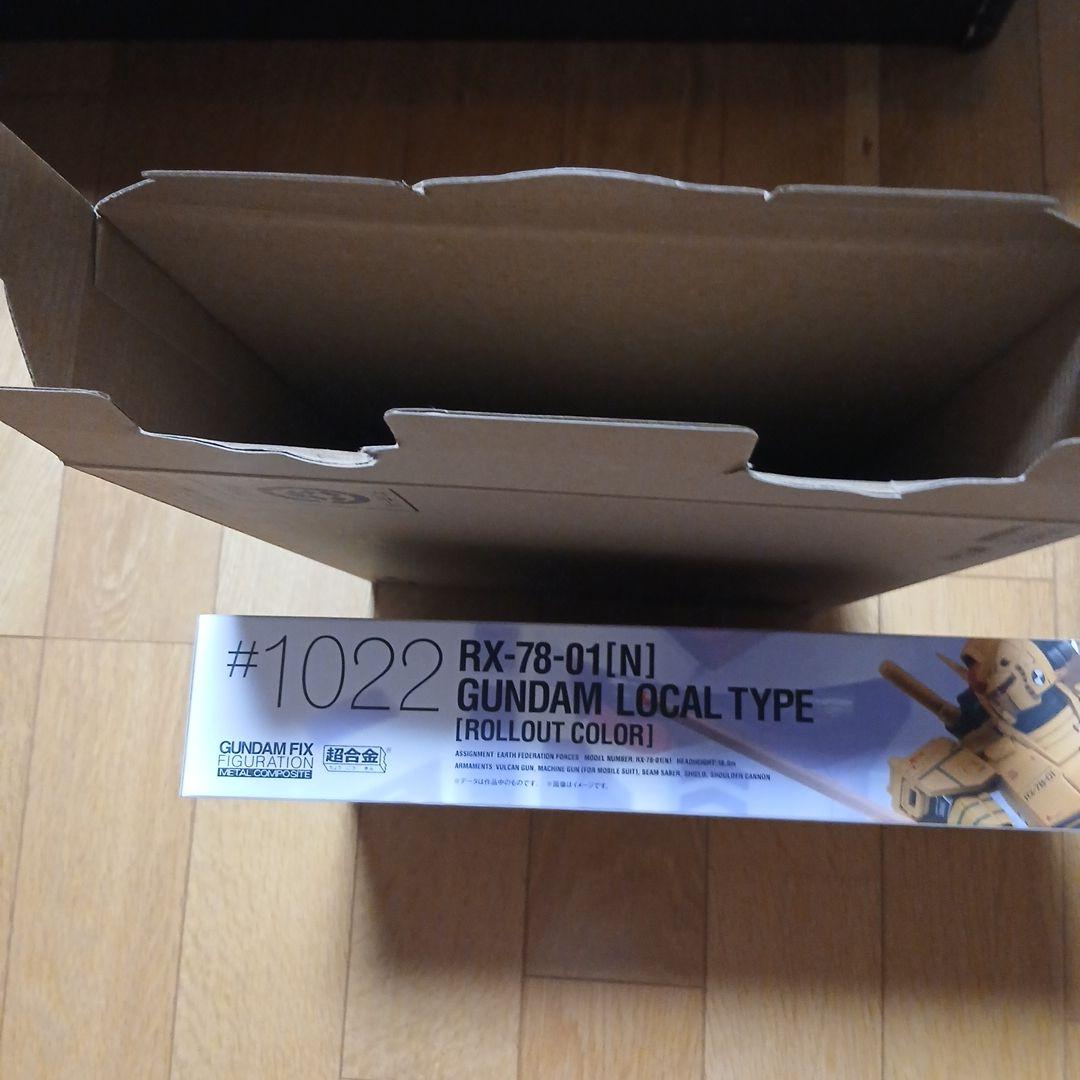 #1022
RX-78-01[N]
GUNDAM LOCAL TYPE
[ROLLOUT COLOR]
GUNDAM FIX
FIGURATION
METAL COMPOSITE
超合金®
ASSIGNMENT: EARTH FEDERATION FORCES MODEL NUMBER: RX-78-01[N] HEADHEIGHT: 18.0m
ARMAMENTS: VULCAN GUN, MACHINE GUN (FOR MOBILE SUIT), BEAM SABER, SHIELD, SHOULDER CANNON
※データは作品中のものです。 ※画像はイメージです。
RX-78-01